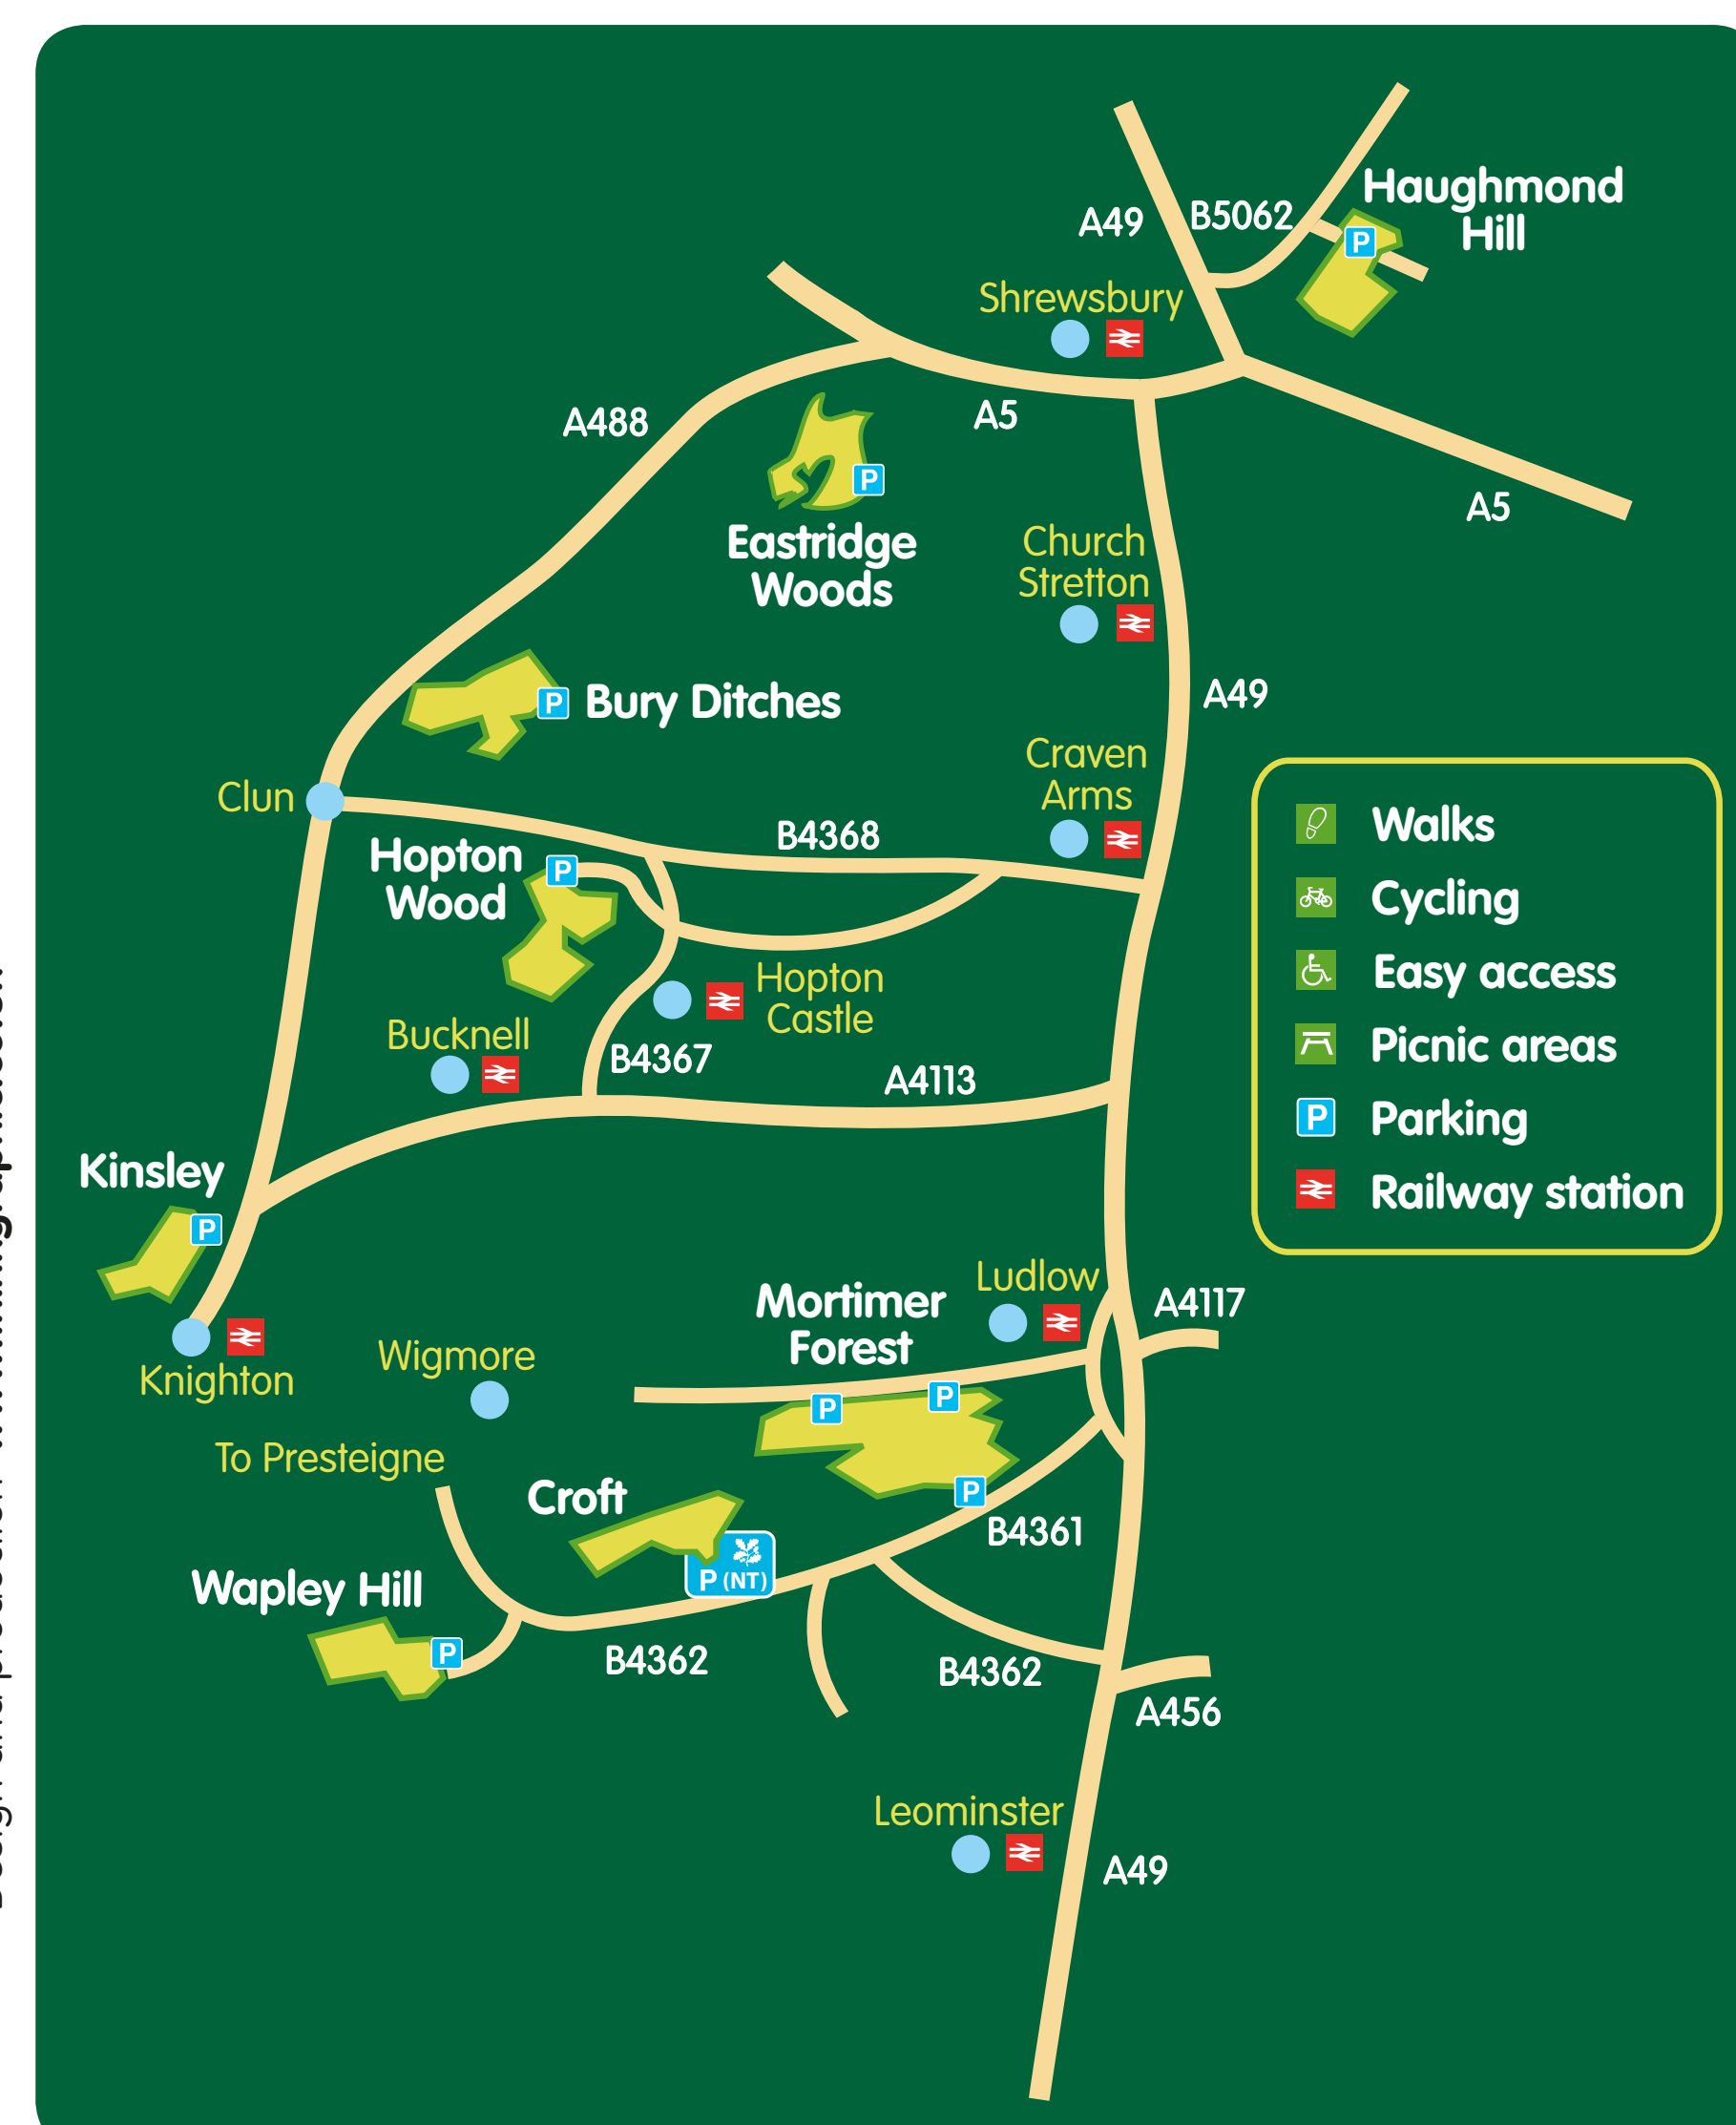 Haughmond
Hill
A49
B5062
Shrewsbury
A488
A5
A5
Eastridge
Woods
Church
Stretton
Bury Ditches
A49
Craven
Arms
Clun
B4368
Hopton
Wood
Hopton
Castle
Bucknell
B4367
A4113
Kinsley
Walks
Cycling
Easy access
Picnic areas
P Parking
Railway station
Ludlow
A4117
Mortimer
Forest
Wigmore
Knighton
To Presteigne
Croft
B4361
P (NT)
Wapley Hill
B4362
B4362
A456
Leominster
A49
P
P
P
P
P
P
P
P
P